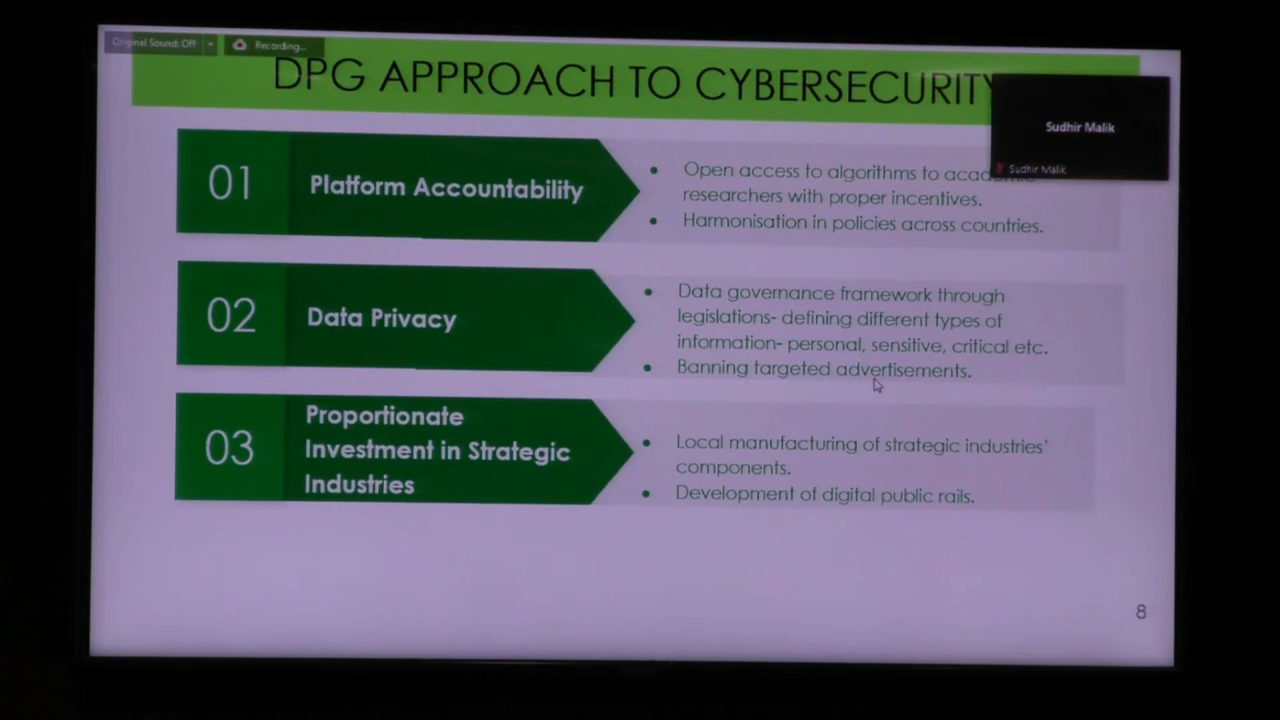 Original Sound: Off
Recording...
DPG APPROACH TO CYBERSECURITY
Sudhir Malik
Sudhir Malik
01
Platform Accountability
• Open access to algorithms to academic
researchers with proper incentives.
• Harmonisation in policies across countries.
02
Data Privacy
• Data governance framework through
legislations- defining different types of
information- personal, sensitive, critical etc.
• Banning targeted advertisements.
03
Proportionate
Investment in Strategic
Industries
• Local manufacturing of strategic industries'
components.
• Development of digital public rails.
8